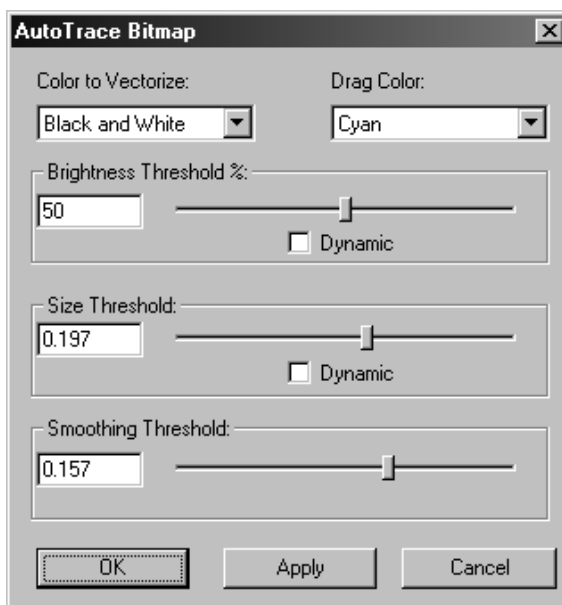 AutoTrace Bitmap
Color to Vectorize: Drag Color:
Black and White Cyan
Brightness Threshold %:
50
Dynamic
Size Threshold:
0.197
Dynamic
Smoothing Threshold:
0.157
OK Apply Cancel